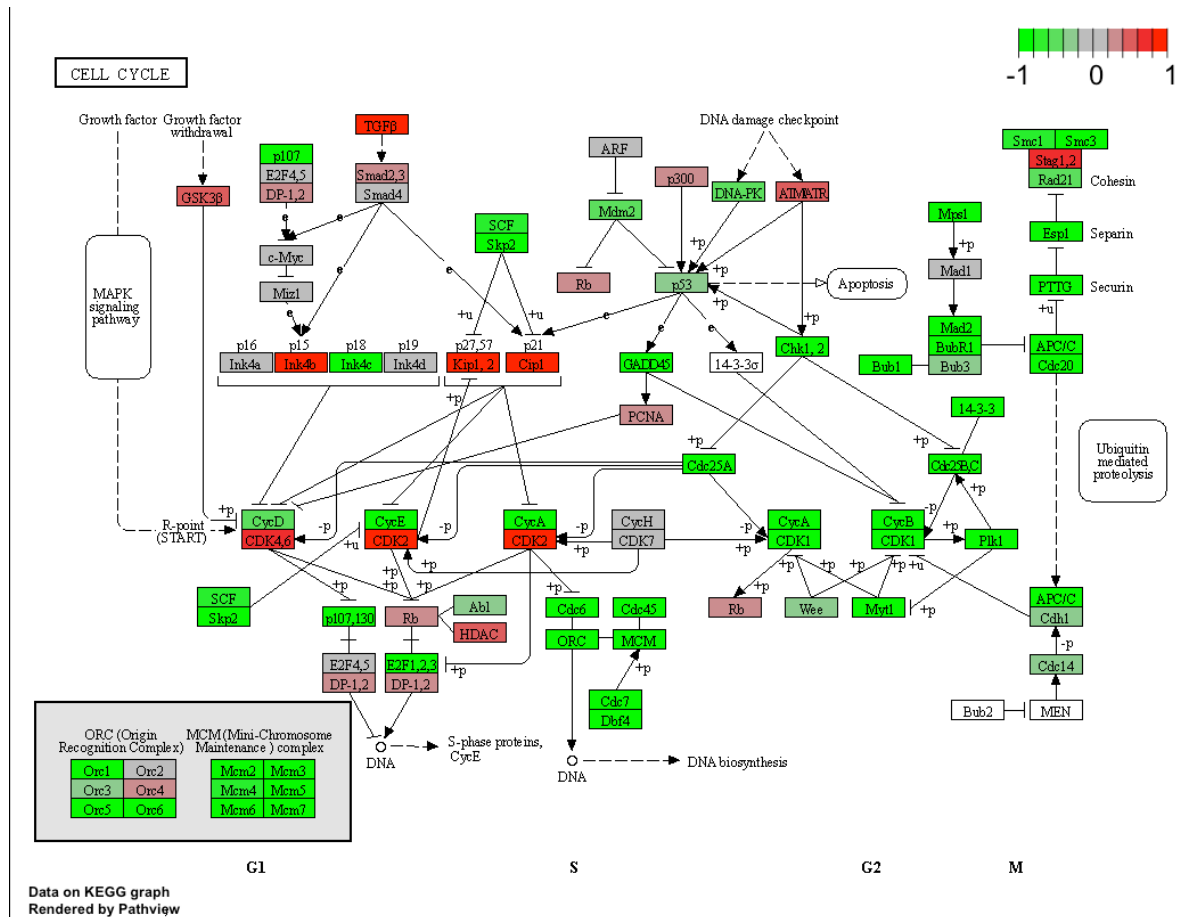 -1 0 1
CELL CYCLE
Growth factor
Growth factor
withdrawal
TGFβ
DNA damage checkpoint
ARF
p300
DNA-PK
ATM/ATR
Smc1 Smc3
Stag1,2
Rad21
Cohesin
p107
E2F4,5
DP-1,2
Smad2,3
Smad4
GSK3β
Mdm2
SCF
Skp2
Mps1
+p
Esp1
Separin
e
e
c-Myc
Miz1
e
e
Rb
p53
+p
+p
Apoptosis
Mad1
PTTG
Securin
MAPK
signaling
pathway
+u
+u
e
e
+p
Mad2
BubR1
Bub3
Bub1
+u
APC/C
Cdc20
p16
Ink4a
p15
Ink4b
p18
Ink4c
p19
Ink4d
p27,57
Kip1, 2
p21
Cip1
GADD45
14-3-3σ
Chk1, 2
+p
PCNA
14-3-3
Ubiquitin
mediated
proteolysis
+p
Cdc25A
+p
Cdc25B,C
+p
R-point
(START)
+p
CycD
CDK4,6
-p
CycE
CDK2
+u
-p
CycA
CDK2
-p
+p
CycH
CDK7
-p
CycA
CDK1
CycB
CDK1
-p
+p
Plk1
SCF
Skp2
+p
+p
+p
+p
+p
+p
+p
+p
+u
+p
p107,130
Rb
Abl
HDAC
Cdc6
Cdc45
ORC
MCM
+p
Rb
Wee
Myt1
APC/C
Cdh1
-p
Cdc14
E2F4,5
DP-1,2
E2F1,2,3
DP-1,2
+p
Cdc7
Dbf4
Bub2
MEN
DNA
S-phase proteins,
CycE
DNA
DNA biosynthesis
ORC (Origin
Recognition Complex)
MCM (Mini-Chromosome
Maintenance ) complex
Orc1 Orc2
Orc3 Orc4
Orc5 Orc6
Mcm2 Mcm3
Mcm4 Mcm5
Mcm6 Mcm7
G1 S G2 M
Data on KEGG graph
Rendered by Pathview